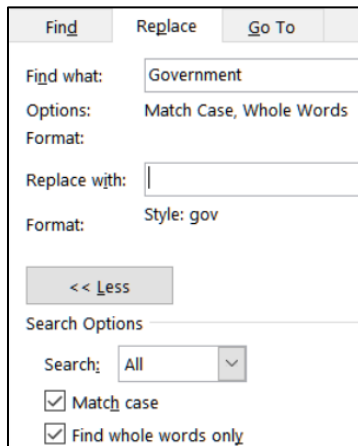 Find Replace Go To
Find what: Government
Options: Match Case, Whole Words
Format:
Replace with:
Format: Style: gov
<< Less
Search Options
Search: All
Match case
Find whole words only